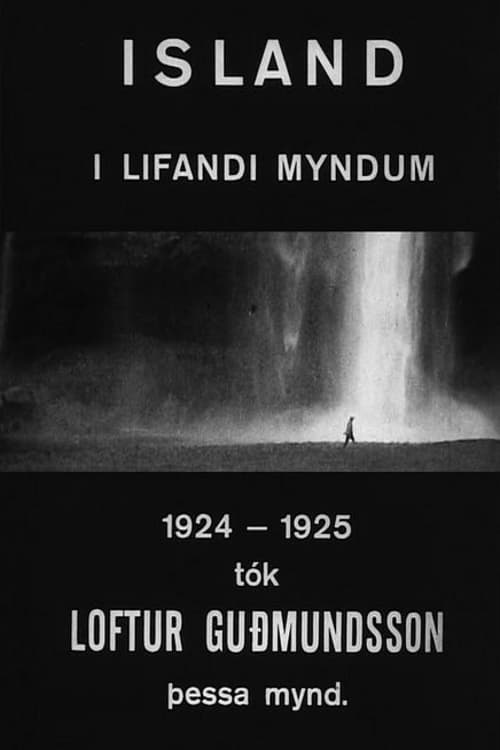 ISLAND
I LIFANDI MYNDUM
1924 – 1925
tók
LOFTUR GUÐMUNDSSON
þessa mynd.